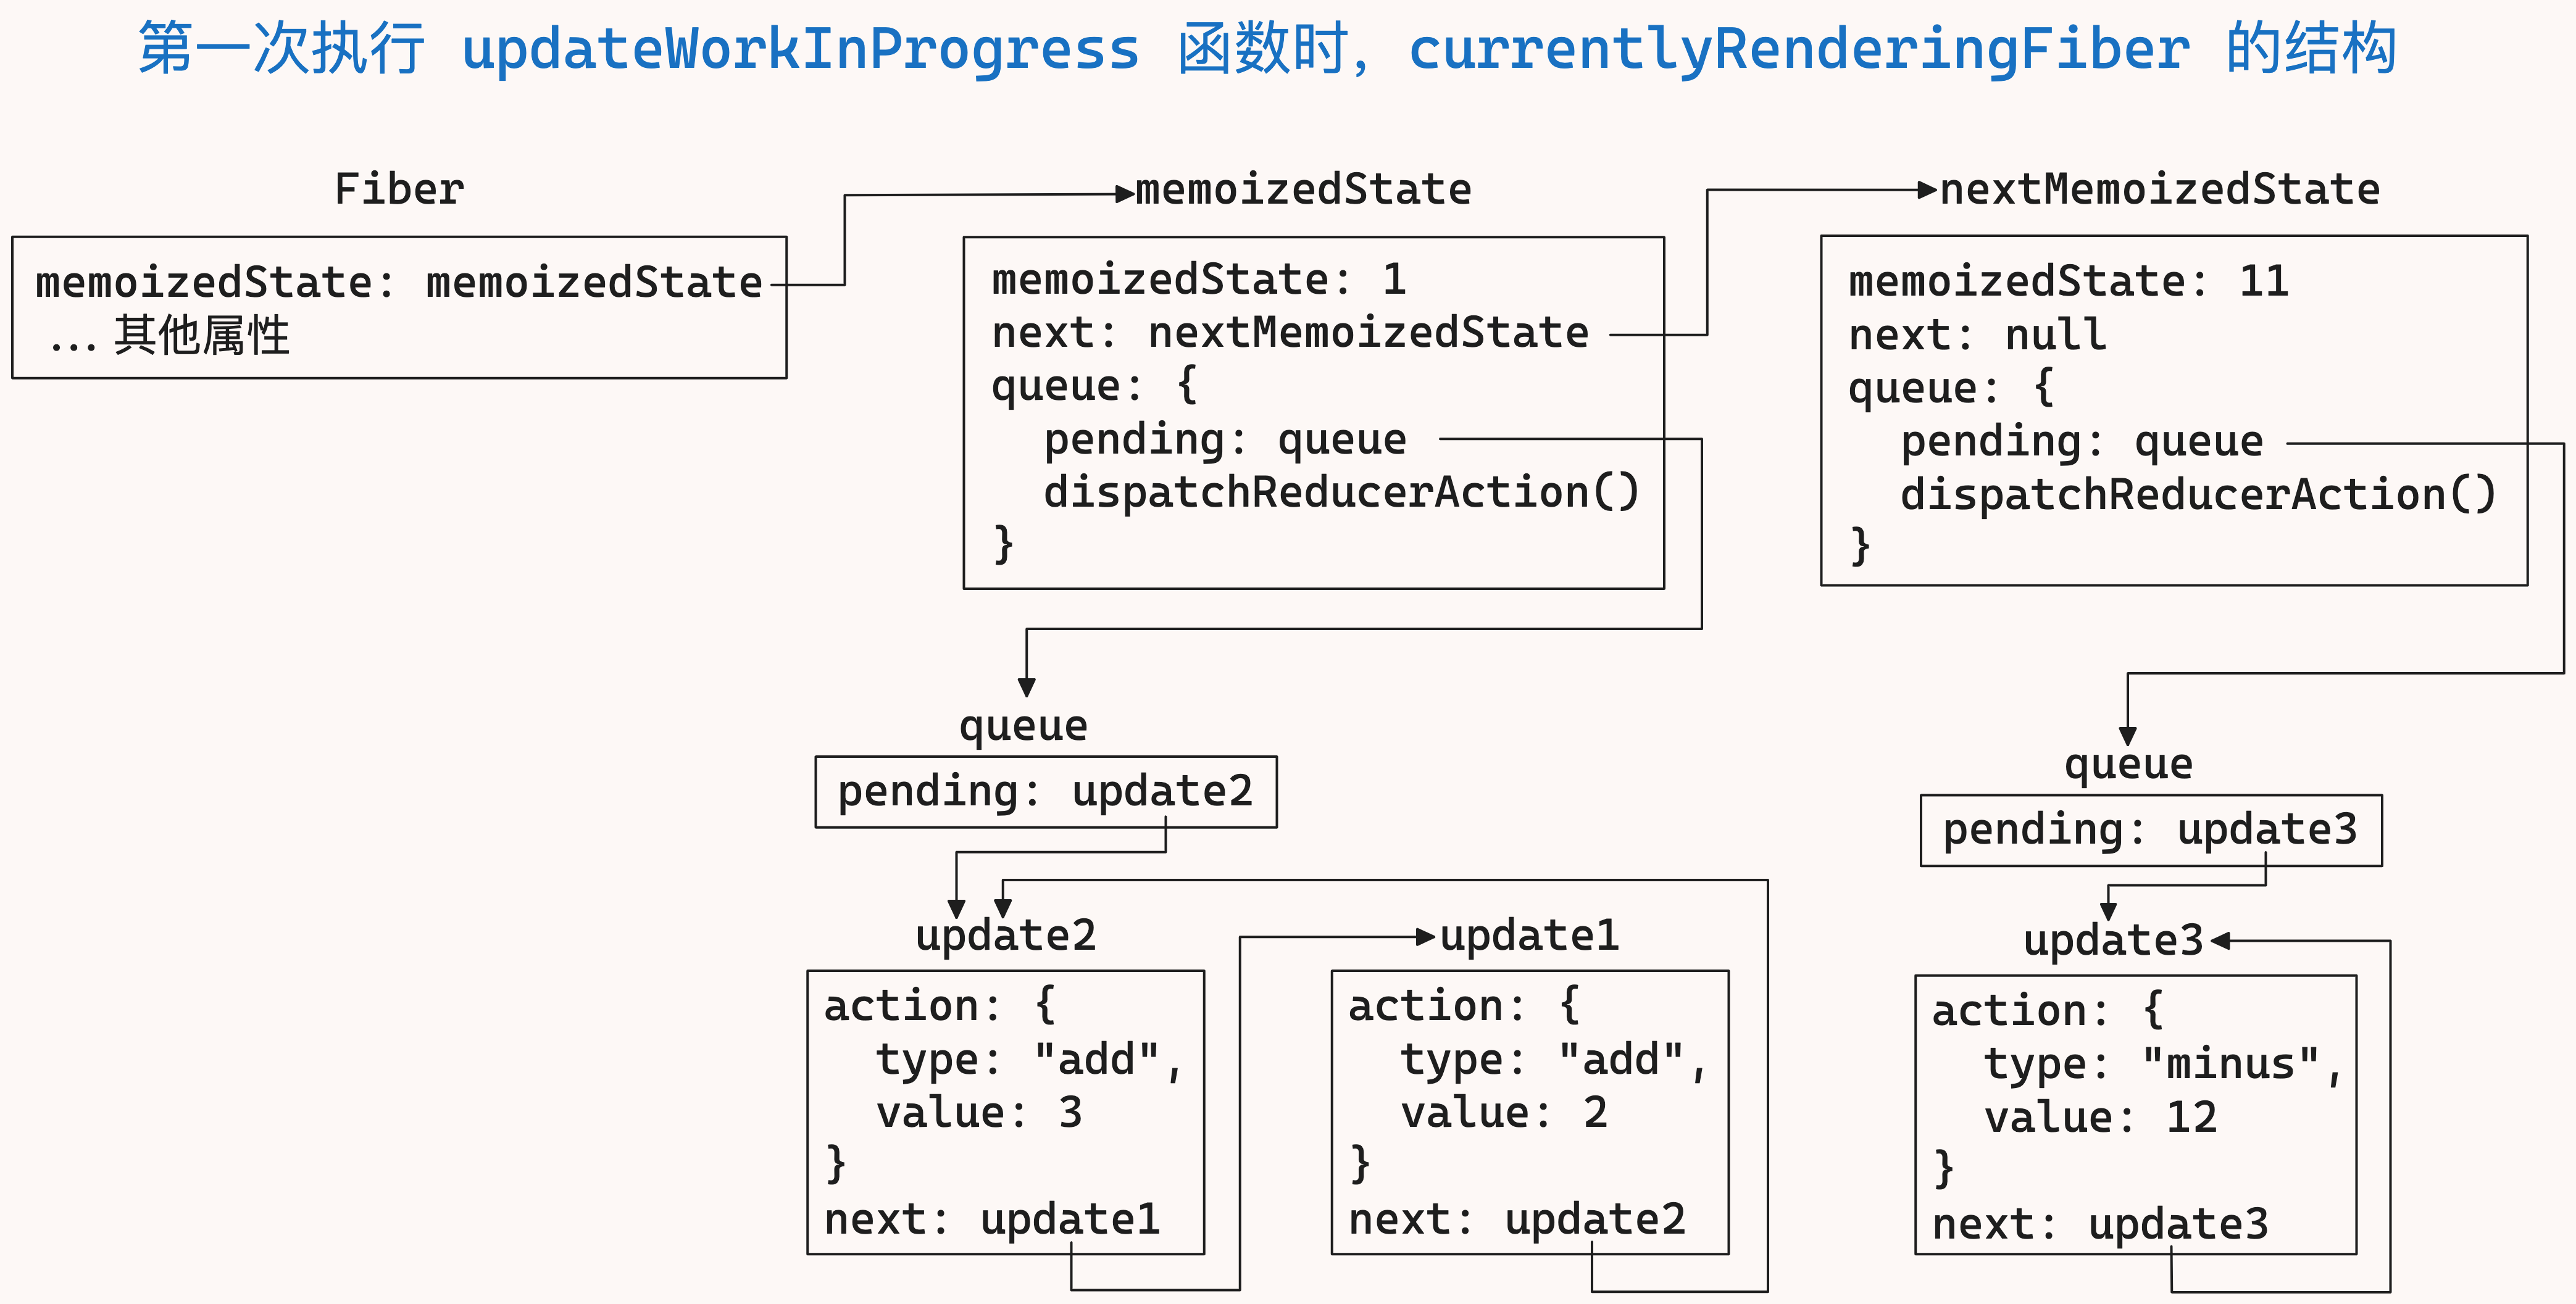 第一次执行 updateWorkInProgress 函数时，currentlyRenderingFiber 的结构
Fiber
memoizedState: memoizedState
... 其他属性
memoizedState
memoizedState: 1
next: nextMemoizedState
queue: {
pending: queue
dispatchReducerAction()
}
nextMemoizedState
memoizedState: 11
next: null
queue: {
pending: queue
dispatchReducerAction()
}
queue
pending: update2
queue
pending: update3
update2
action: {
type: "add",
value: 3
}
next: update1
update1
action: {
type: "add",
value: 2
}
next: update2
update3
action: {
type: "minus",
value: 12
}
next: update3